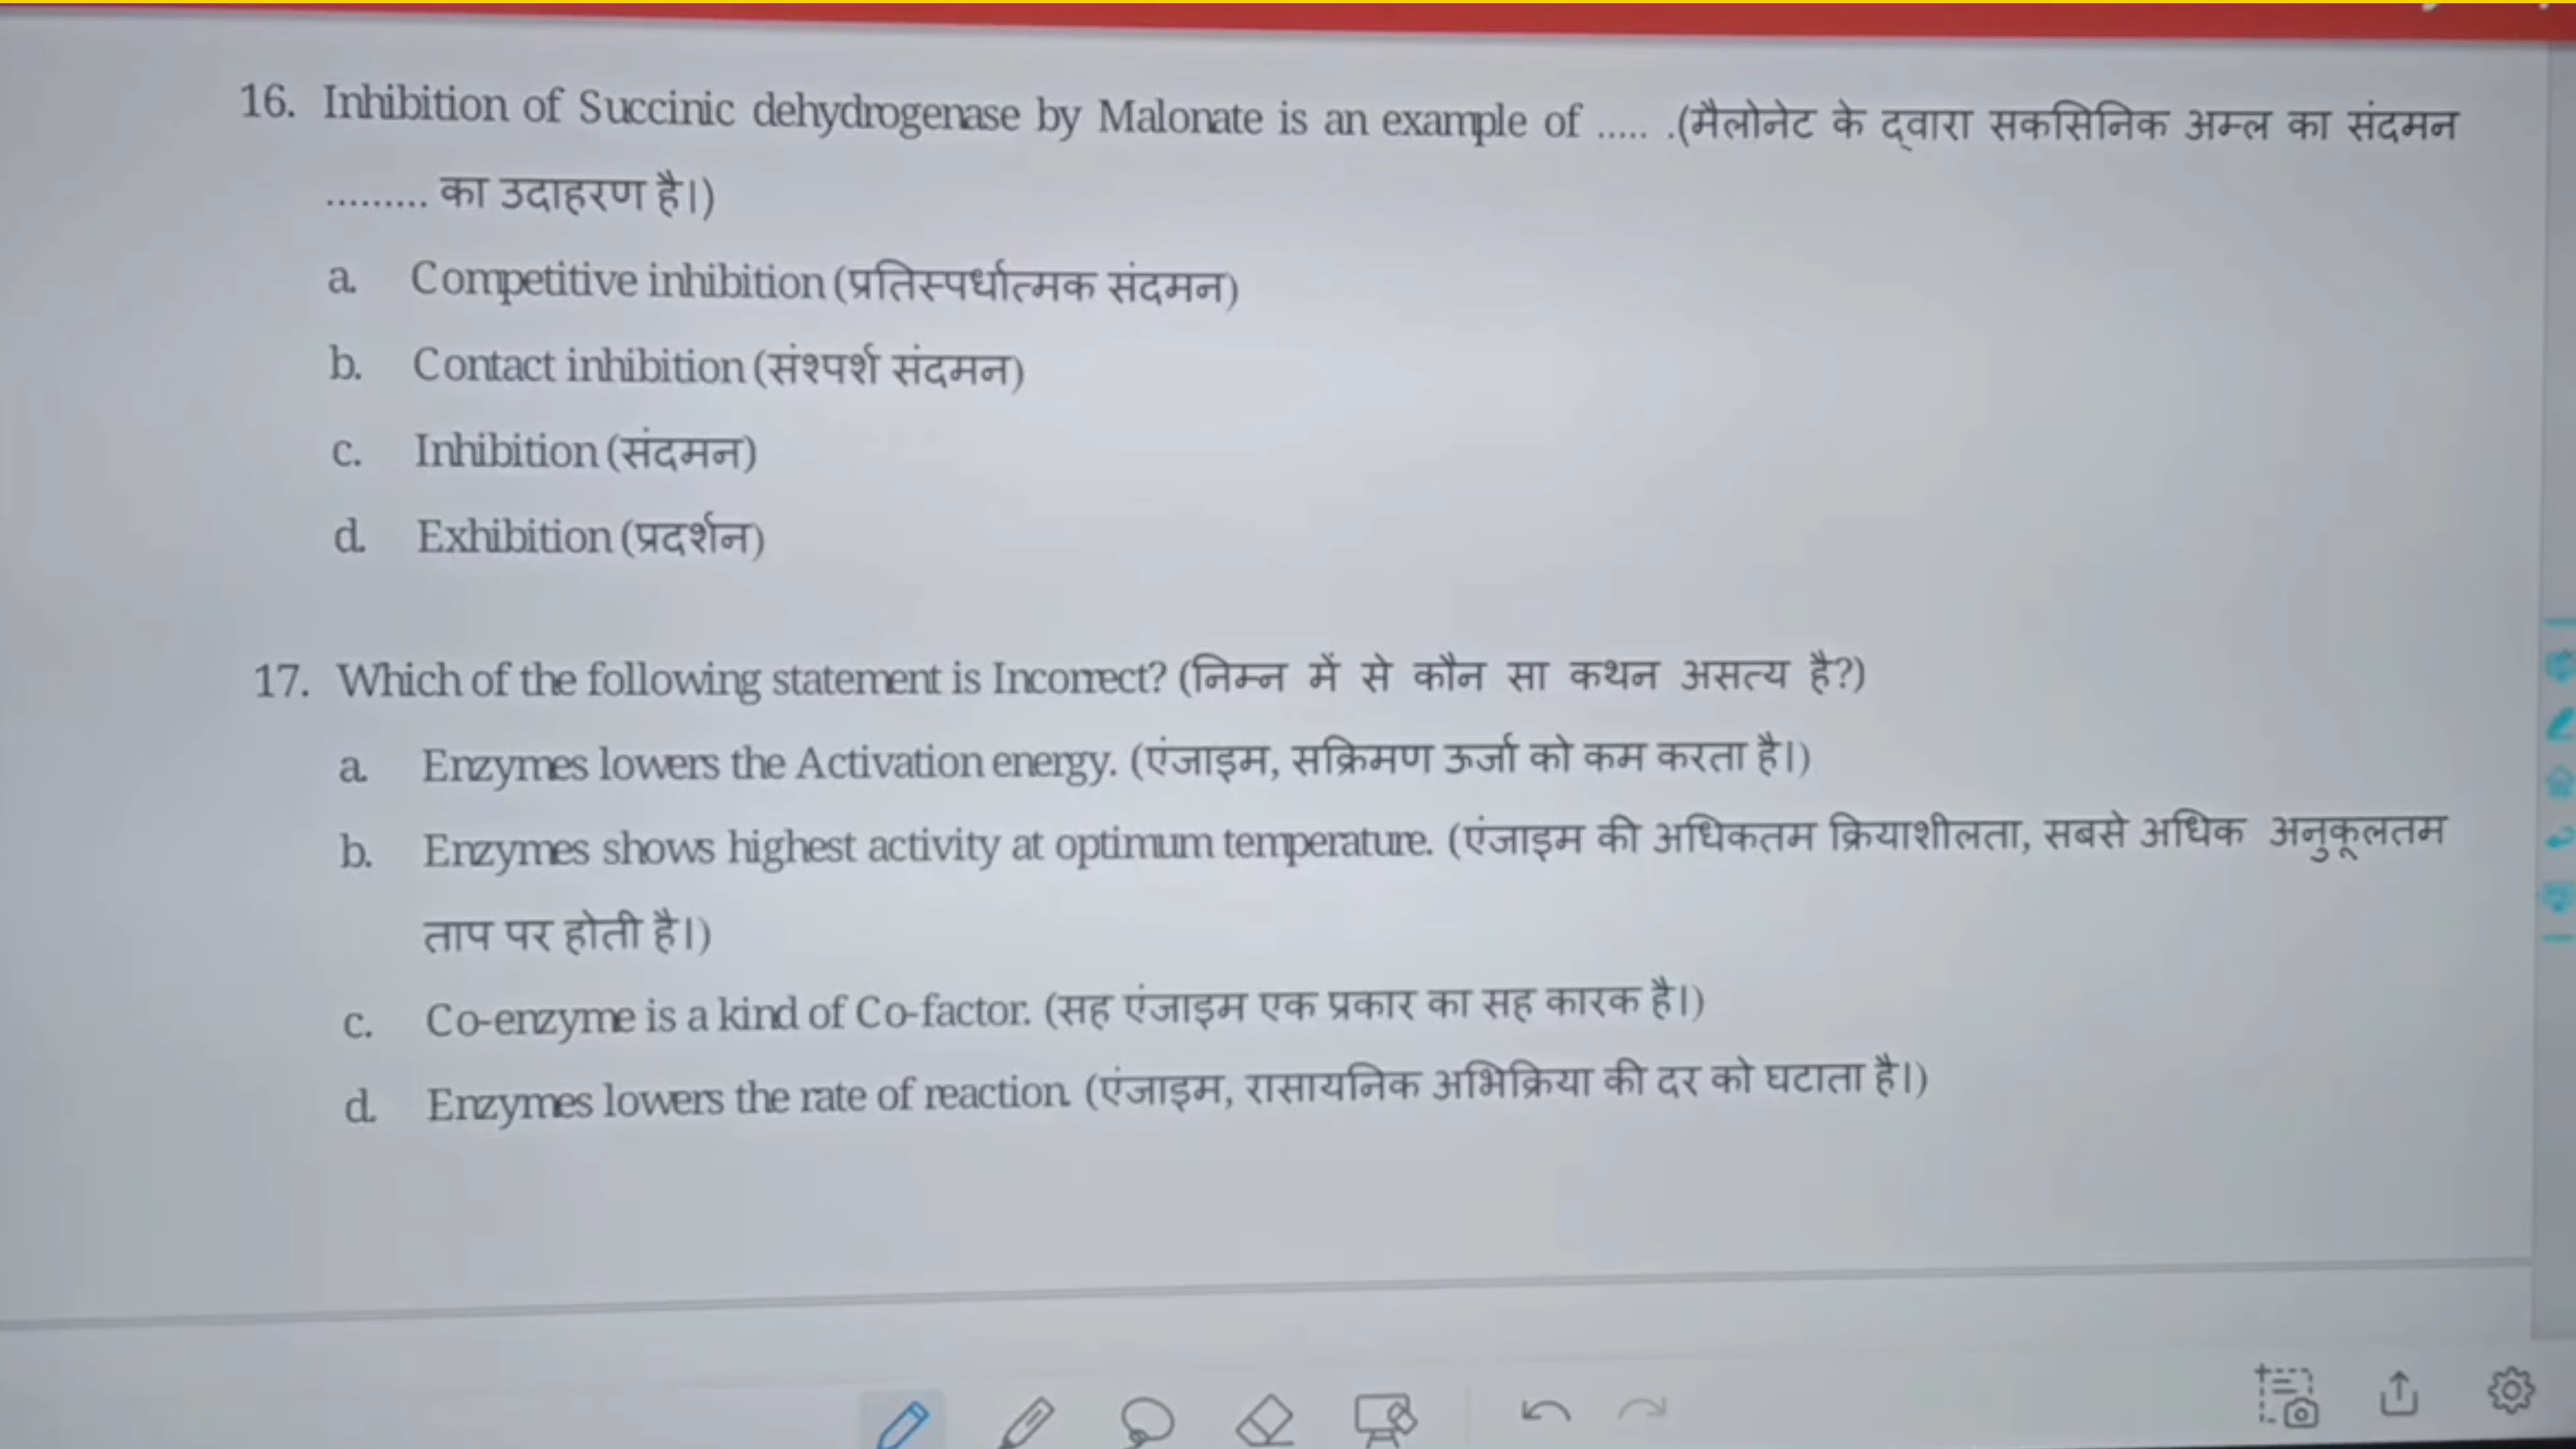 16. Inhibition of Succinic dehydrogenase by Malonate is an example of ..... .(मैलोनेट के द्वारा सकसिनिक अम्ल का संदमन
......... का उदाहरण है।)
a. Competitive inhibition (प्रतिस्पर्धात्मक संदमन)
b. Contact inhibition (संश्पर्श संदमन)
c. Inhibition (संदमन)
d. Exhibition (प्रदर्शन)
17. Which of the following statement is Incorrect? (निम्न में से कौन सा कथन असत्य है?)
a. Enzymes lowers the Activation energy. (एंजाइम, सक्रिमण ऊर्जा को कम करता है।)
b. Enzymes shows highest activity at optimum temperature. (एंजाइम की अधिकतम क्रियाशीलता, सबसे अधिक अनुकूलतम
ताप पर होती है।)
c. Co-enzyme is a kind of Co-factor. (सह एंजाइम एक प्रकार का सह कारक है।)
d. Enzymes lowers the rate of reaction. (एंजाइम, रासायनिक अभिक्रिया की दर को घटाता है।)